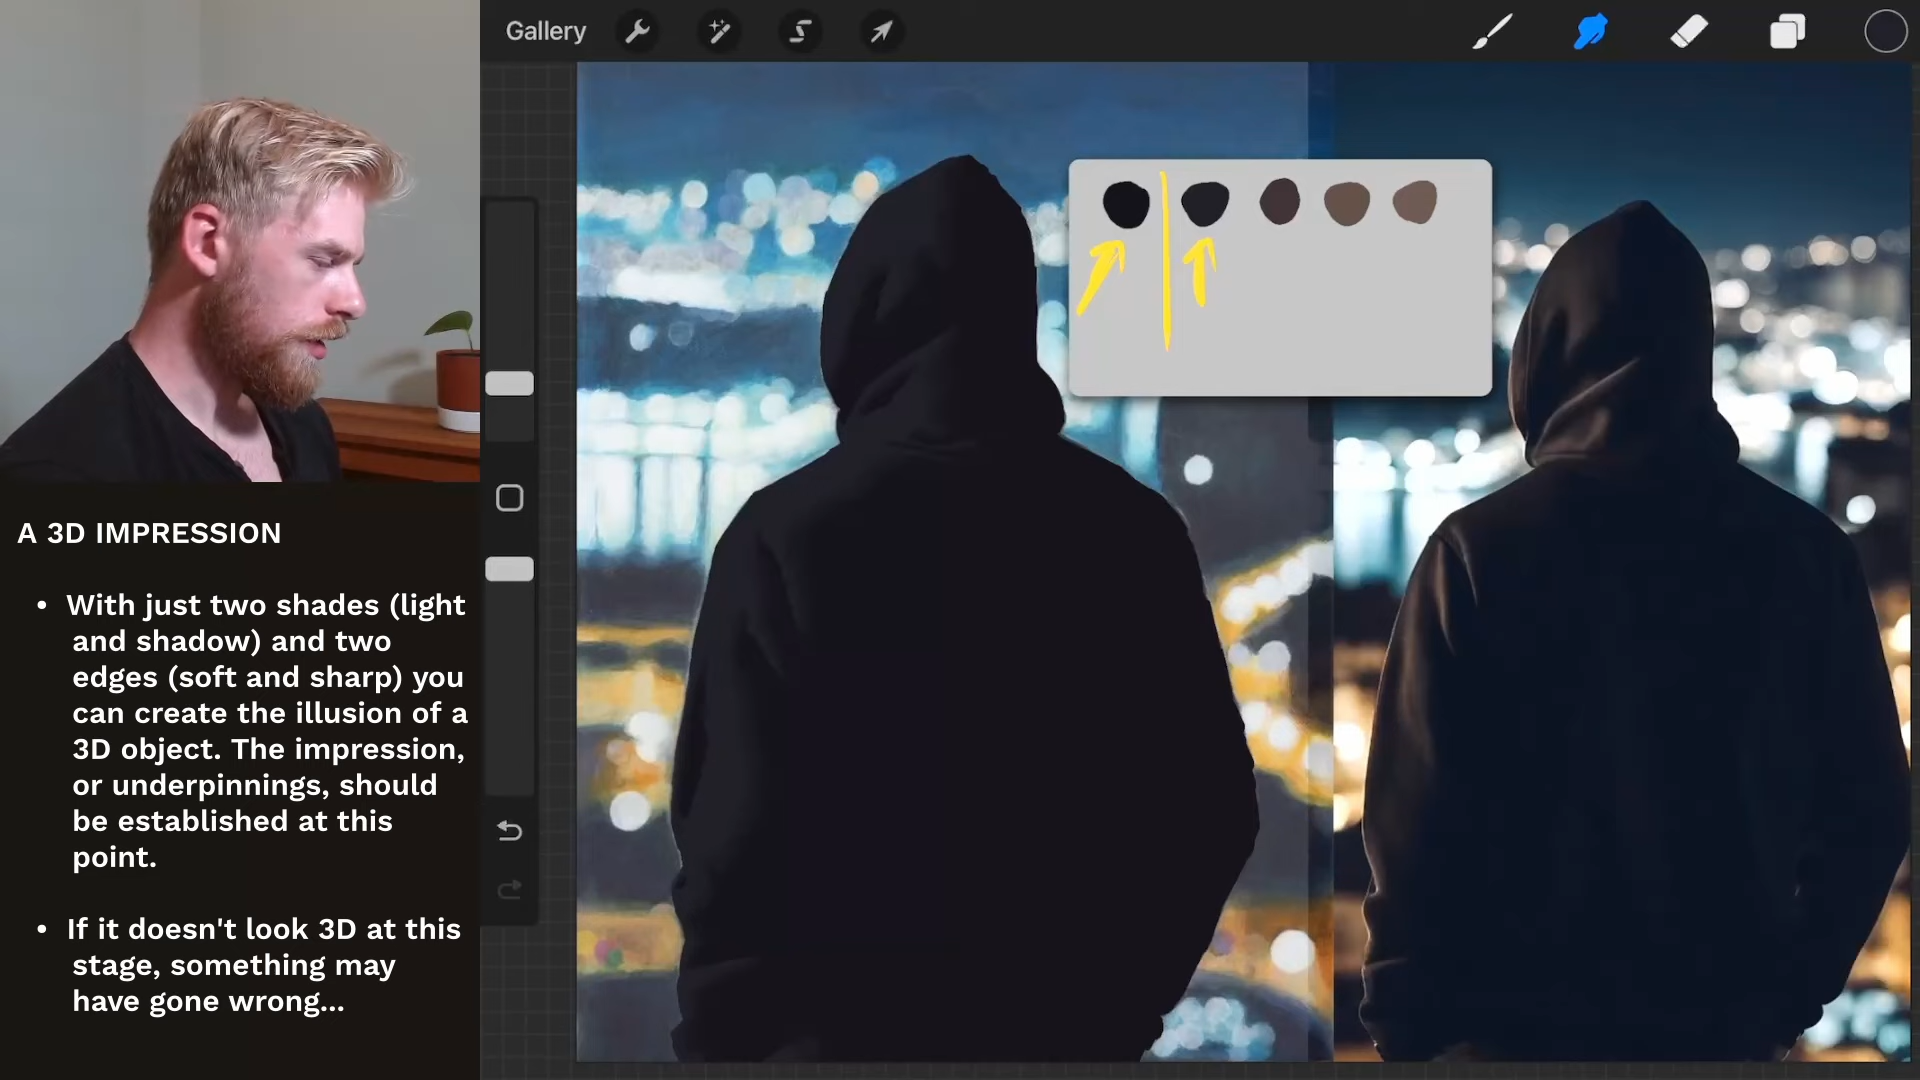 Gallery
A 3D IMPRESSION
• With just two shades (light
and shadow) and two
edges (soft and sharp) you
can create the illusion of a
3D object. The impression,
or underpinnings, should
be established at this
point.
• If it doesn't look 3D at this
stage, something may
have gone wrong...